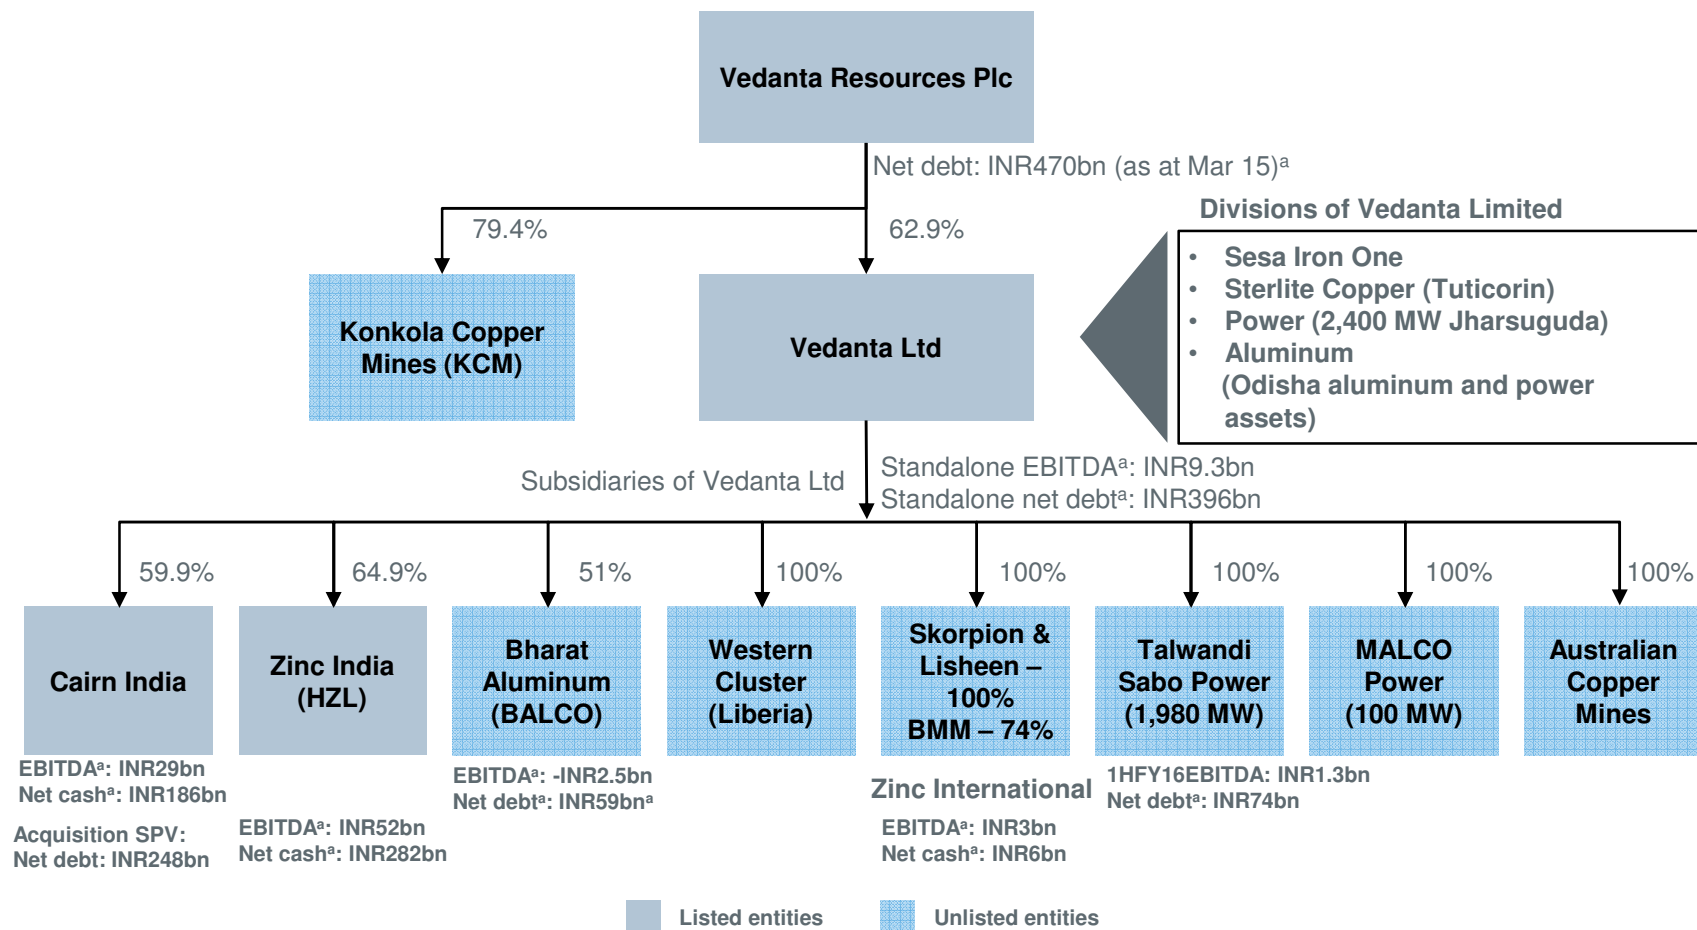 Vedanta Resources Plc
Net debt: INR470bn (as at Mar 15)ᵃ
79.4%
62.9%
Divisions of Vedanta Limited
• Sesa Iron One
• Sterlite Copper (Tuticorin)
• Power (2,400 MW Jharsuguda)
• Aluminum
(Odisha aluminum and power
assets)
Konkola Copper
Mines (KCM)
Vedanta Ltd
Subsidiaries of Vedanta Ltd
Standalone EBITDAᵃ: INR9.3bn
Standalone net debtᵃ: INR396bn
59.9%
64.9%
51%
100%
100%
100%
100%
100%
Cairn India
Zinc India
(HZL)
Bharat
Aluminum
(BALCO)
Western
Cluster
(Liberia)
Skorpion &
Lisheen –
100%
BMM – 74%
Talwandi
Sabo Power
(1,980 MW)
MALCO
Power
(100 MW)
Australian
Copper
Mines
EBITDAᵃ: INR29bn
Net cashᵃ: INR186bn
Acquisition SPV:
Net debt: INR248bn
EBITDAᵃ: INR52bn
Net cashᵃ: INR282bn
EBITDAᵃ: -INR2.5bn
Net debtᵃ: INR59bnᵃ
Zinc International
EBITDAᵃ: INR3bn
Net cashᵃ: INR6bn
1HFY16EBITDA: INR1.3bn
Net debtᵃ: INR74bn
Listed entities
Unlisted entities